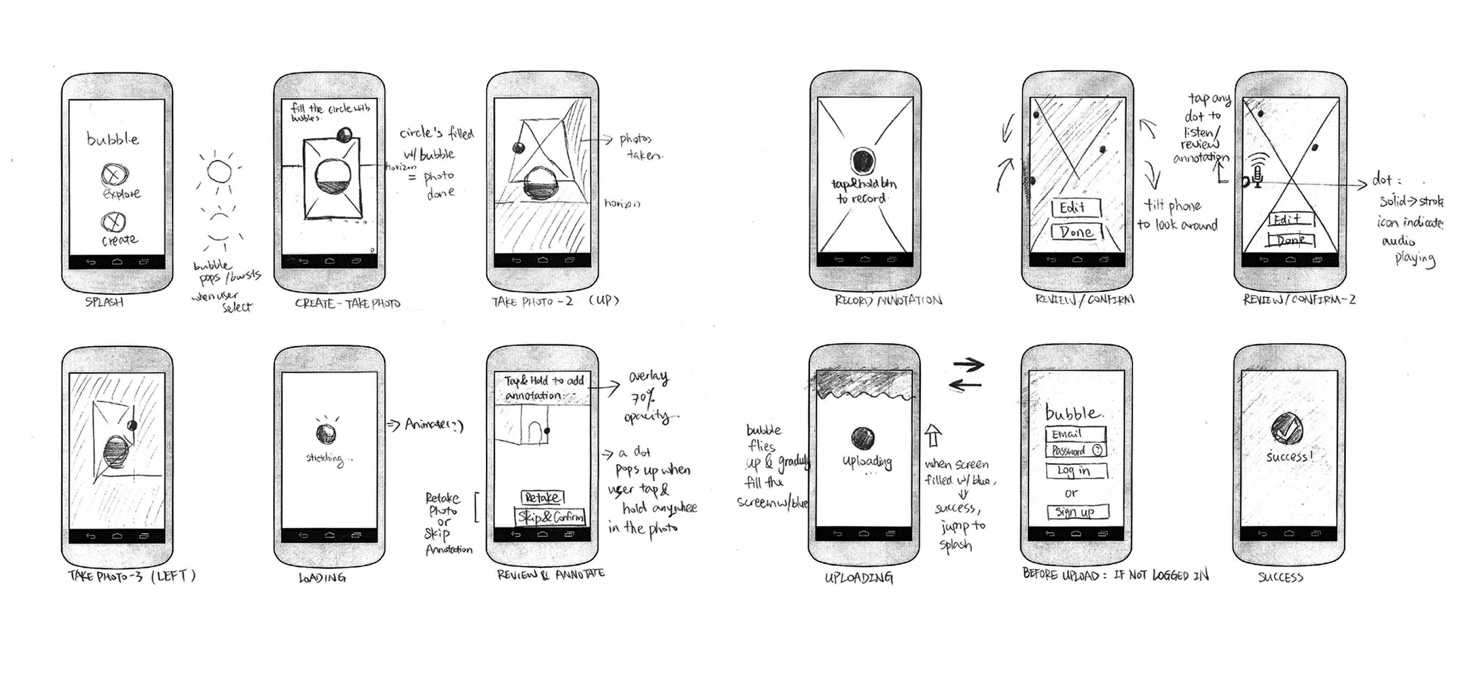 bubble
explore
create
SPLASH
bubble
pops/bursts
when user
select
fill the circle with
bubbles
horizon
circle's filled
w/ bubble
= photo
done
CREATE-TAKE PHOTO
photos
taken
horizon
TAKE PHOTO-2 (UP)
tap&hold btn
to record
RECORD ANNOTATION
Edit
Done
tilt phone
to look around
REVIEW/CONFIRM
tap any
dot to
listen/
review
annotation
Edit
Done
dot:
solid→stroke
icon indicate
audio
playing
REVIEW/CONFIRM-2
TAKE PHOTO-3 (LEFT)
stitching...
Animate(:)
LOADING
Tap&Hold to add
annotation...
Retake
Skip&Confirm
overlay
70%
opacity
a dot
pops up when
user tap&
hold anywhere
in the photo
Retake
Photo
or
Skip
Annotation
REVIEW & ANNOTATE
bubble
flies
up & gradully
fill the
screen w/blue
uploading
when screen
filled w/blue,
success,
jump to
splash
UPLOADING
bubble.
Email
Password ?
Log in
or
Sign up
BEFORE UPLOAD: IF NOT LOGGED IN
success!
SUCCESS